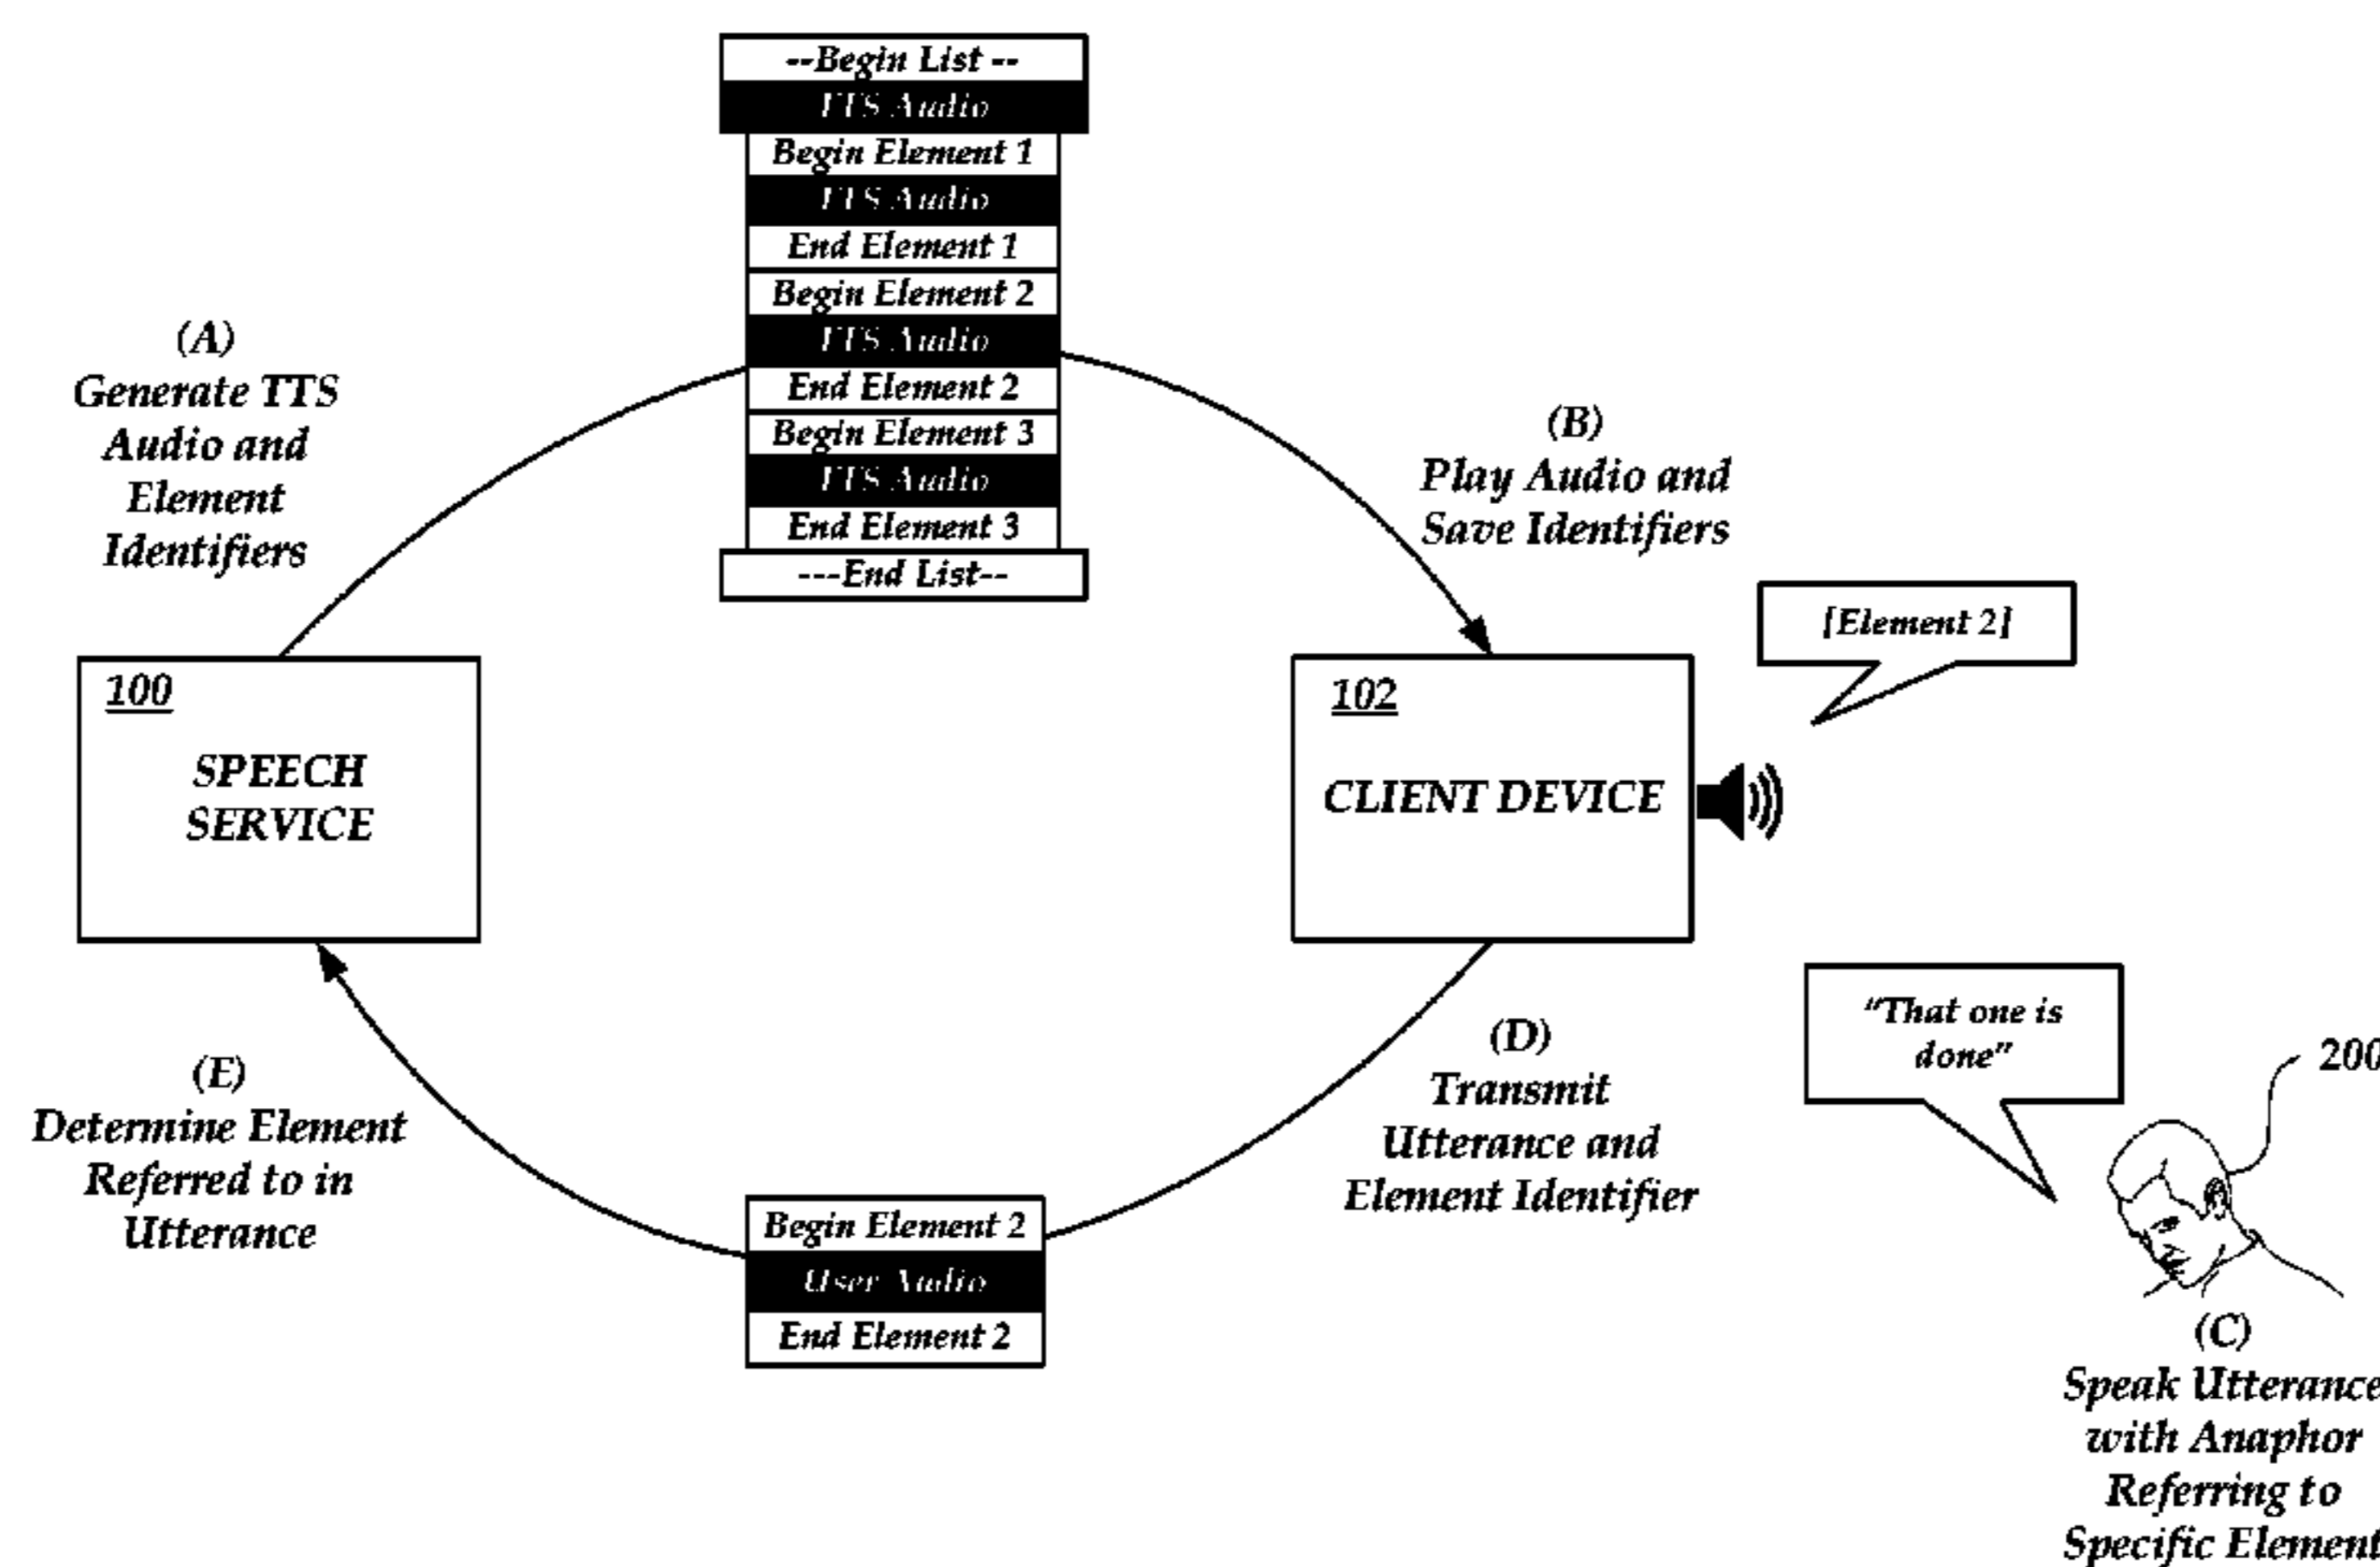 --Begin List --
TTS Audio
Begin Element 1
TTS Audio
End Element 1
Begin Element 2
TTS Audio
End Element 2
Begin Element 3
TTS Audio
End Element 3
---End List--
(A)
Generate TTS
Audio and
Element
Identifiers
(B)
Play Audio and
Save Identifiers
[Element 2]
100
SPEECH
SERVICE
102
CLIENT DEVICE
"That one is
done"
200
(C)
Speak Utterance
with Anaphor
Referring to
Specific Element
(D)
Transmit
Utterance and
Element Identifier
(E)
Determine Element
Referred to in
Utterance
Begin Element 2
User Audio
End Element 2